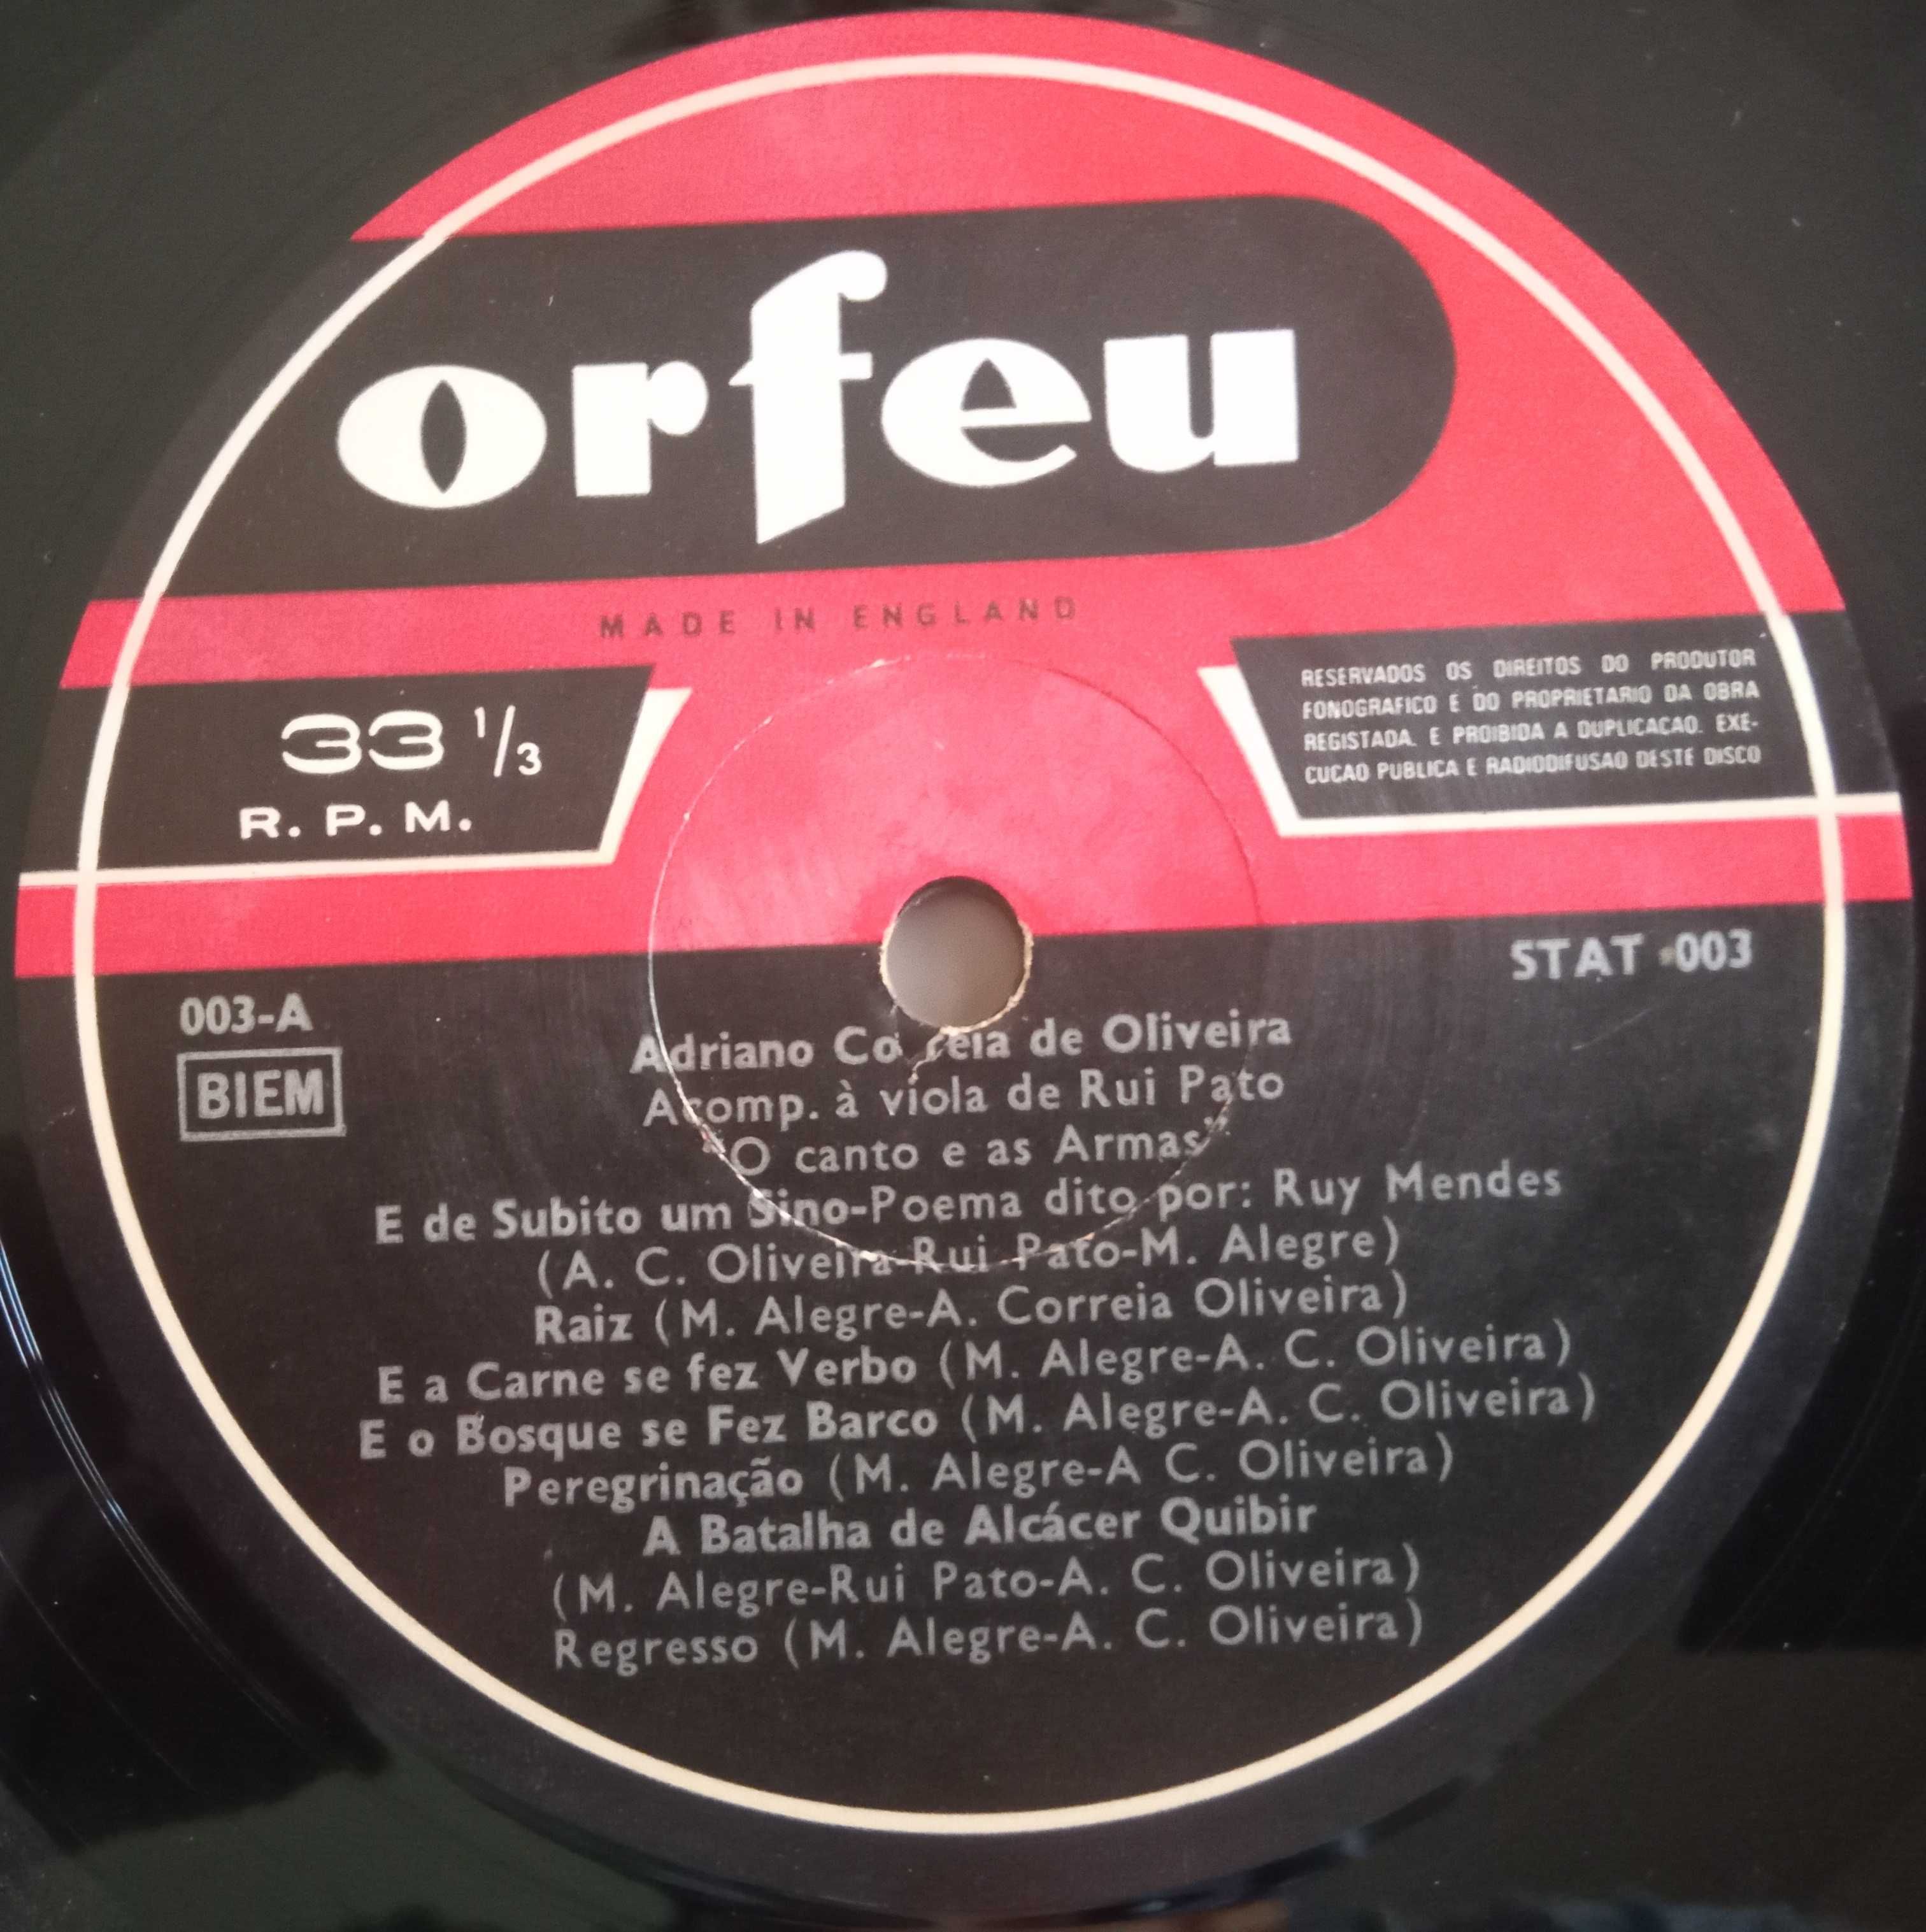 orfeu
MADE IN ENGLAND
33 1/3
R. P. M.
RESERVADOS OS DIREITOS DO PRODUTOR
FONOGRAFICO E DO PROPRIETARIO DA OBRA
REGISTADA. E PROIBIDA A DUPLICACAO. EXE-
CUCAO PUBLICA E RADIODIFUSAO DESTE DISCO
STAT 003
003-A
BIEM
Adriano Correia de Oliveira
Acomp. à viola de Rui Pato
"O canto e as Armas"
E de Subito um Sino-Poema dito por: Ruy Mendes
(A. C. Oliveira-Rui Pato-M. Alegre)
Raiz (M. Alegre-A. Correia Oliveira)
E a Carne se fez Verbo (M. Alegre-A. C. Oliveira)
E o Bosque se Fez Barco (M. Alegre-A. C. Oliveira)
Peregrinação (M. Alegre-A C. Oliveira)
A Batalha de Alcácer Quibir
(M. Alegre-Rui Pato-A. C. Oliveira)
Regresso (M. Alegre-A. C. Oliveira)